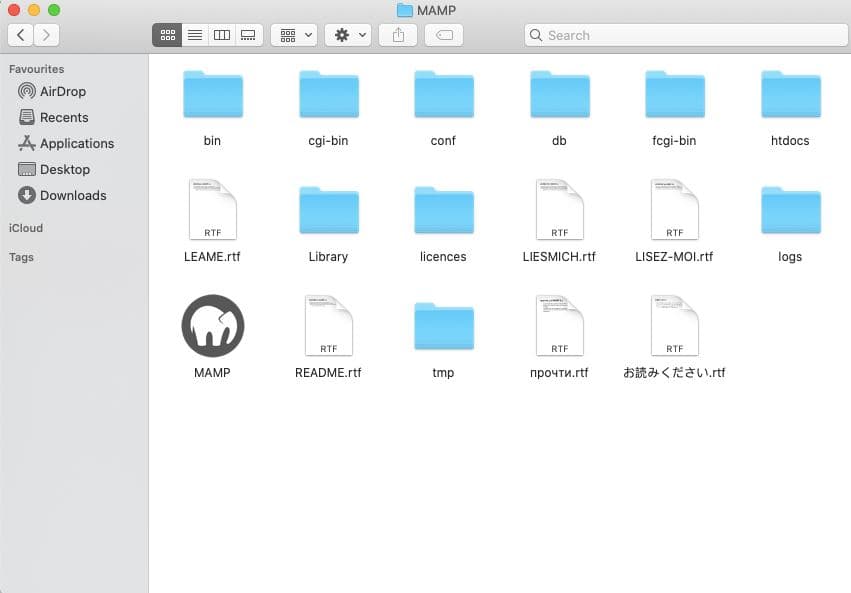 MAMP
Search
Favourites
AirDrop
Recents
Applications
Desktop
Downloads
iCloud
Tags
bin
cgi-bin
conf
db
fcgi-bin
htdocs
RTF
LEAME.rtf
Library
licences
RTF
LIESMICH.rtf
RTF
LISEZ-MOI.rtf
logs
MAMP
RTF
README.rtf
tmp
RTF
прочти.rtf
RTF
お読みください.rtf